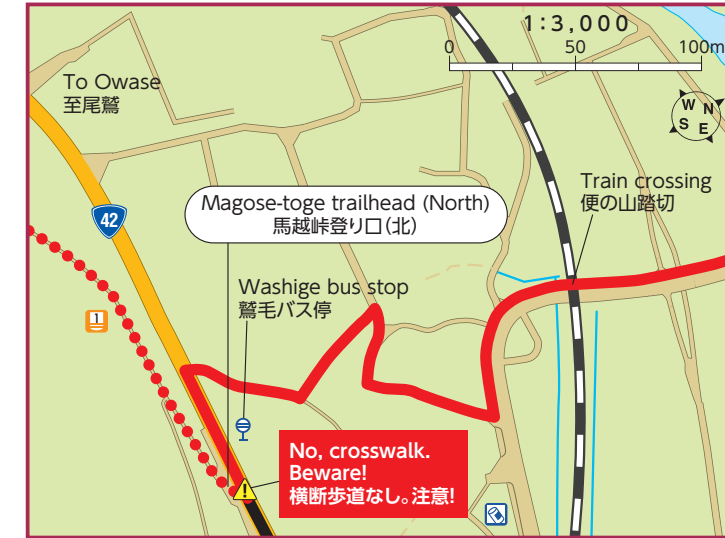 1:3,000
0 50 100m
To Owase
至尾鷲
W N
S E
42
Magose-toge trailhead (North)
馬越峠登り口（北）
Train crossing
便の山踏切
Washige bus stop
鷲毛バス停
1
No, crosswalk.
Beware!
横断歩道なし。注意!
!